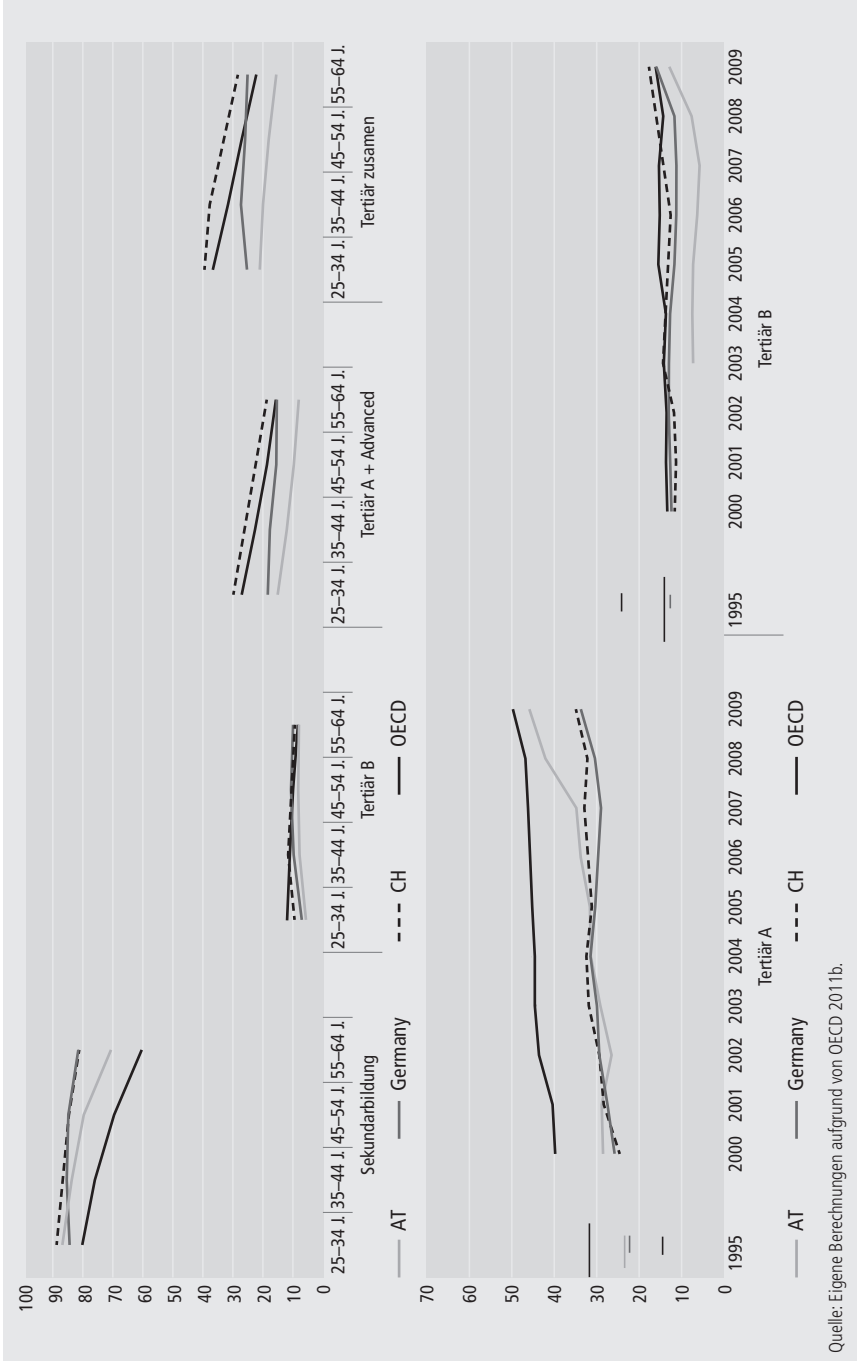 100
90
80
70
60
50
40
30
20
10
0
25–34 J. 35–44 J. 45–54 J. 55–64 J.
Sekundarbildung
25–34 J. 35–44 J. 45–54 J. 55–64 J.
Tertiär B
25–34 J. 35–44 J. 45–54 J. 55–64 J.
Tertiär A + Advanced
25–34 J. 35–44 J. 45–54 J. 55–64 J.
Tertiär zusamen
AT Germany CH OECD
70
60
50
40
30
20
10
0
1995 2000 2001 2002 2003 2004 2005 2006 2007 2008 2009
Tertiär A
1995 2000 2001 2002 2003 2004 2005 2006 2007 2008 2009
Tertiär B
AT Germany CH OECD
Quelle: Eigene Berechnungen aufgrund von OECD 2011b.